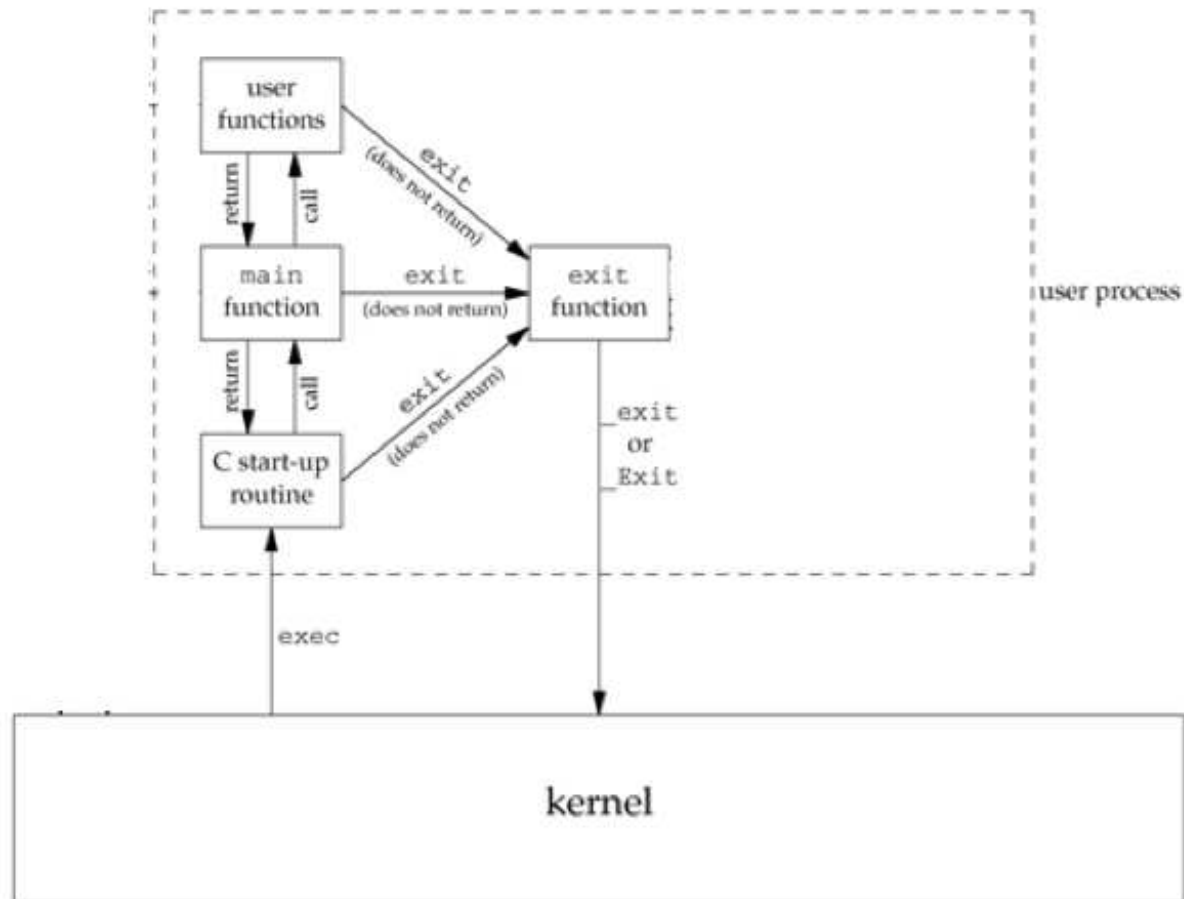 user
functions
exit
(does not return)
return
call
main
function
exit
(does not return)
exit
function
user process
return
call
exit
(does not return)
_exit
or
_Exit
C start-up
routine
exec
kernel